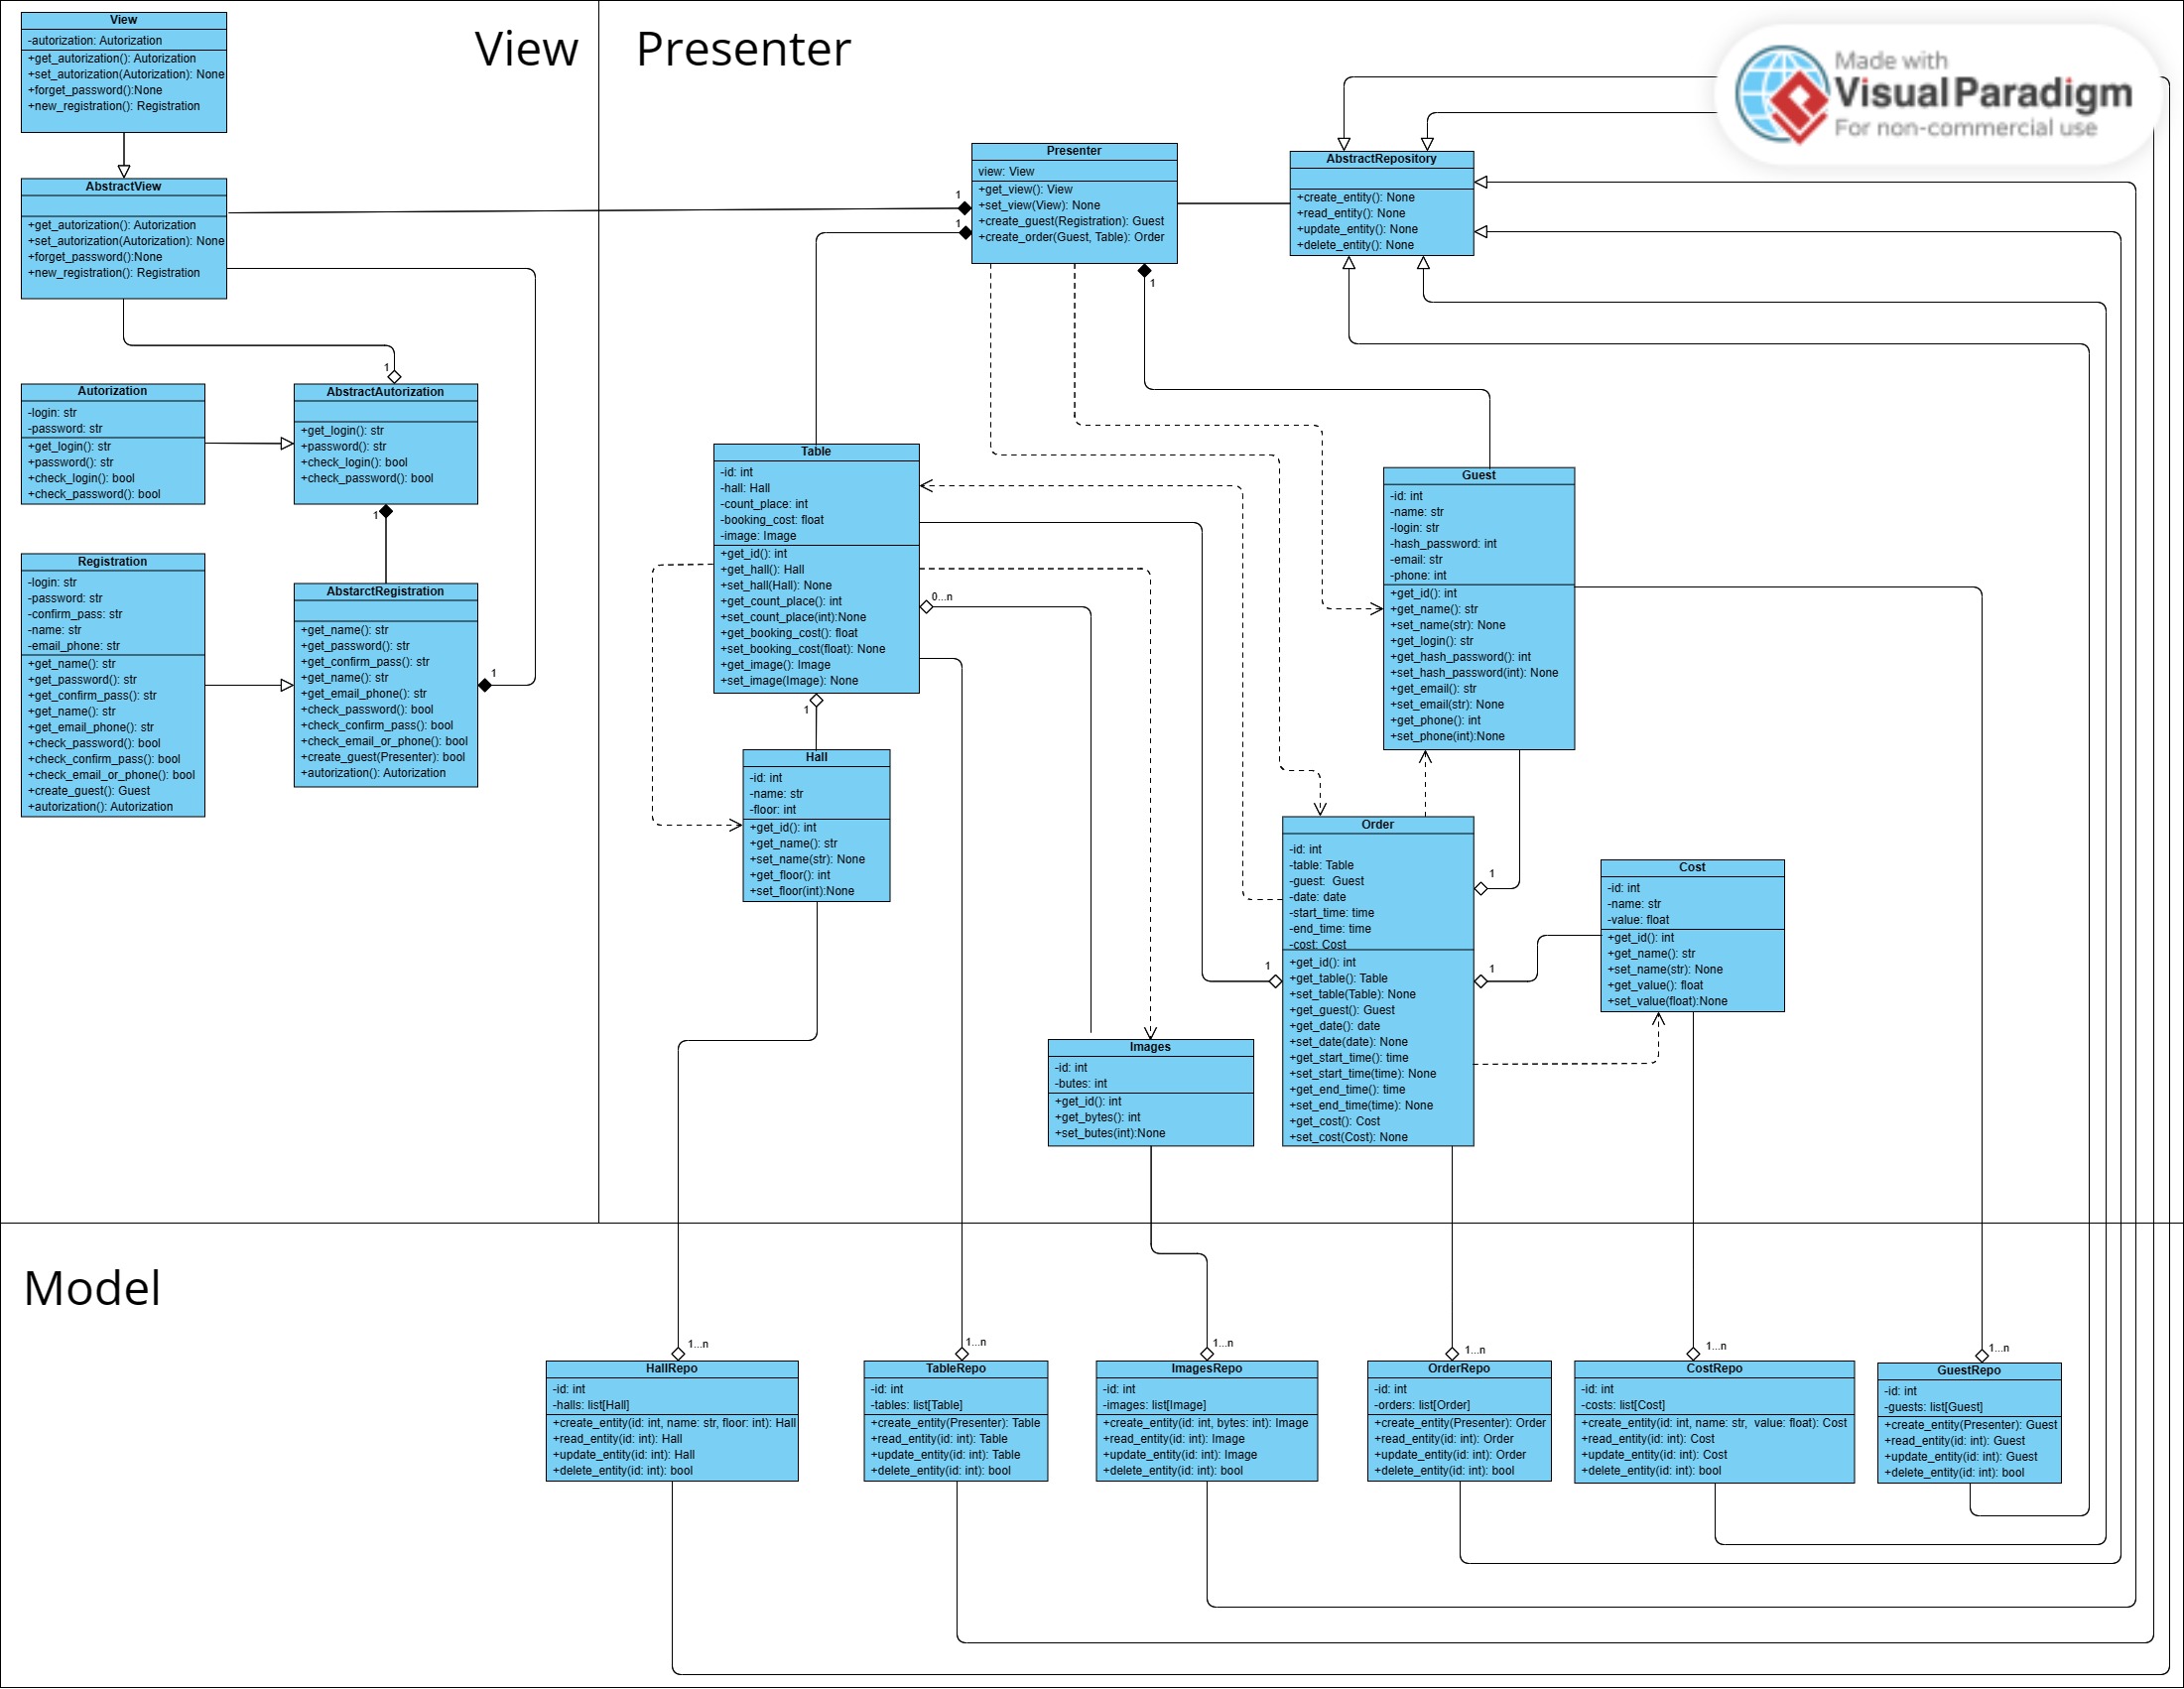 View
-autorization: Autorization
+get_autorization(): Autorization
+set_autorization(Autorization): None
+forget_password():None
+new_registration(): Registration
AbstractView
+get_autorization(): Autorization
+set_autorization(Autorization): None
+forget_password():None
+new_registration(): Registration
1
Autorization
-login: str
-password: str
+get_login(): str
+password(): str
+check_login(): bool
+check_password(): bool
AbstractAutorization
+get_login(): str
+password(): str
+check_login(): bool
+check_password(): bool
1
Registration
-login: str
-password: str
-confirm_pass: str
-name: str
-email_phone: str
+get_name(): str
+get_password(): str
+get_confirm_pass(): str
+get_name(): str
+get_email_phone(): str
+check_password(): bool
+check_confirm_pass(): bool
+check_email_or_phone(): bool
+create_guest(): Guest
+autorization(): Autorization
AbstarctRegistration
+get_name(): str
+get_password(): str
+get_confirm_pass(): str
+get_name(): str
+get_email_phone(): str
+check_password(): bool
+check_confirm_pass(): bool
+check_email_or_phone(): bool
+create_guest(Presenter): bool
+autorization(): Autorization
1
View
Presenter
Made with
Visual Paradigm
For non-commercial use
Presenter
view: View
+get_view(): View
+set_view(View): None
+create_guest(Registration): Guest
+create_order(Guest, Table): Order
1
1
1
AbstractRepository
+create_entity(): None
+read_entity(): None
+update_entity(): None
+delete_entity(): None
Table
-id: int
-hall: Hall
-count_place: int
-booking_cost: float
-image: Image
+get_id(): int
+get_hall(): Hall
+set_hall(Hall): None
+get_count_place(): int
+set_count_place(int):None
+get_booking_cost(): float
+set_booking_cost(float): None
+get_image(): Image
+set_image(Image): None
0...n
1
Guest
-id: int
-name: str
-login: str
-hash_password: int
-email: str
-phone: int
+get_id(): int
+get_name(): str
+set_name(str): None
+get_login(): str
+get_hash_password(): int
+set_hash_password(int): None
+get_email(): str
+set_email(str): None
+get_phone(): int
+set_phone(int):None
Hall
-id: int
-name: str
-floor: int
+get_id(): int
+get_name(): str
+set_name(str): None
+get_floor(): int
+set_floor(int):None
Order
-id: int
-table: Table
-guest:  Guest
-date: date
-start_time: time
-end_time: time
-cost: Cost
+get_id(): int
+get_table(): Table
+set_table(Table): None
+get_guest(): Guest
+get_date(): date
+set_date(date): None
+get_start_time(): time
+set_start_time(time): None
+get_end_time(): time
+set_end_time(time): None
+get_cost(): Cost
+set_cost(Cost): None
1
1
1
Cost
-id: int
-name: str
-value: float
+get_id(): int
+get_name(): str
+set_name(str): None
+get_value(): float
+set_value(float):None
Images
-id: int
-butes: int
+get_id(): int
+get_bytes(): int
+set_butes(int):None
Model
1...n
HallRepo
-id: int
-halls: list[Hall]
+create_entity(id: int, name: str, floor: int): Hall
+read_entity(id: int): Hall
+update_entity(id: int): Hall
+delete_entity(id: int): bool
1...n
TableRepo
-id: int
-tables: list[Table]
+create_entity(Presenter): Table
+read_entity(id: int): Table
+update_entity(id: int): Table
+delete_entity(id: int): bool
1...n
ImagesRepo
-id: int
-images: list[Image]
+create_entity(id: int, bytes: int): Image
+read_entity(id: int): Image
+update_entity(id: int): Image
+delete_entity(id: int): bool
1...n
OrderRepo
-id: int
-orders: list[Order]
+create_entity(Presenter): Order
+read_entity(id: int): Order
+update_entity(id: int): Order
+delete_entity(id: int): bool
1...n
CostRepo
-id: int
-costs: list[Cost]
+create_entity(id: int, name: str,  value: float): Cost
+read_entity(id: int): Cost
+update_entity(id: int): Cost
+delete_entity(id: int): bool
1...n
GuestRepo
-id: int
-guests: list[Guest]
+create_entity(Presenter): Guest
+read_entity(id: int): Guest
+update_entity(id: int): Guest
+delete_entity(id: int): bool